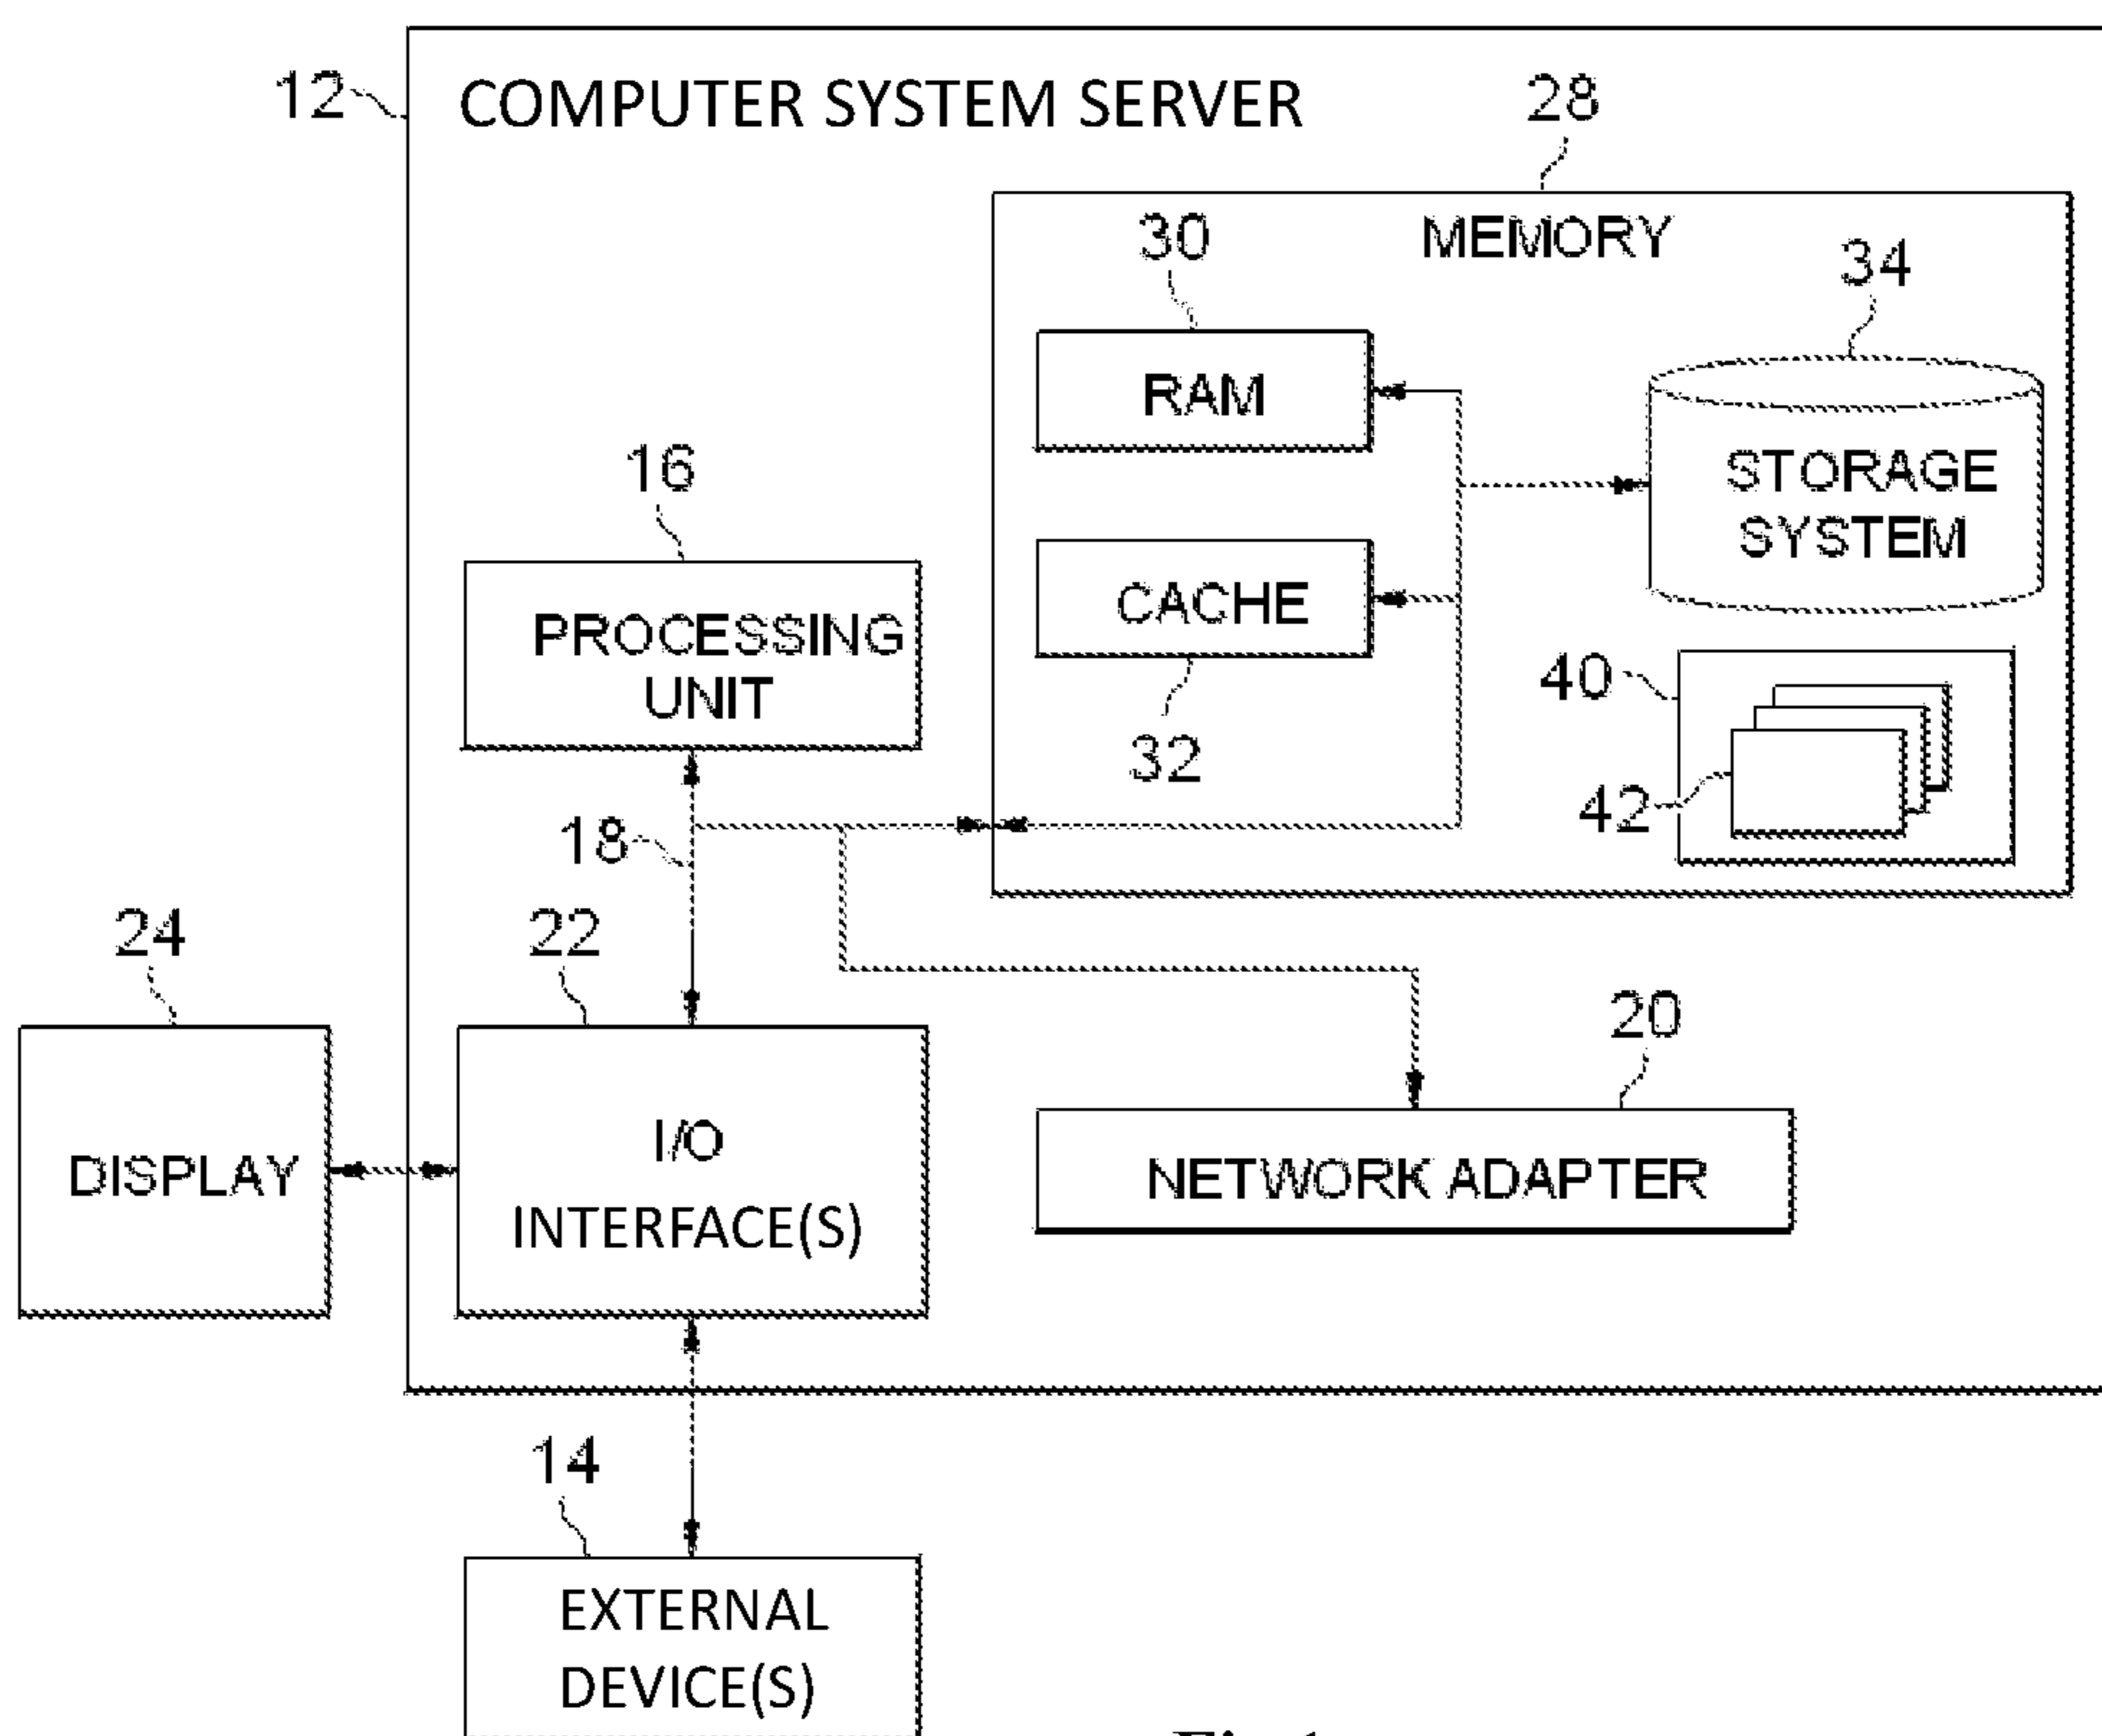 12
COMPUTER SYSTEM SERVER
28
MEMORY
30
34
RAM
STORAGE
SYSTEM
16
PROCESSING
UNIT
CACHE
32
40
42
18
24
22
20
DISPLAY
I/O
INTERFACE(S)
NETWORK ADAPTER
14
EXTERNAL
DEVICE(S)